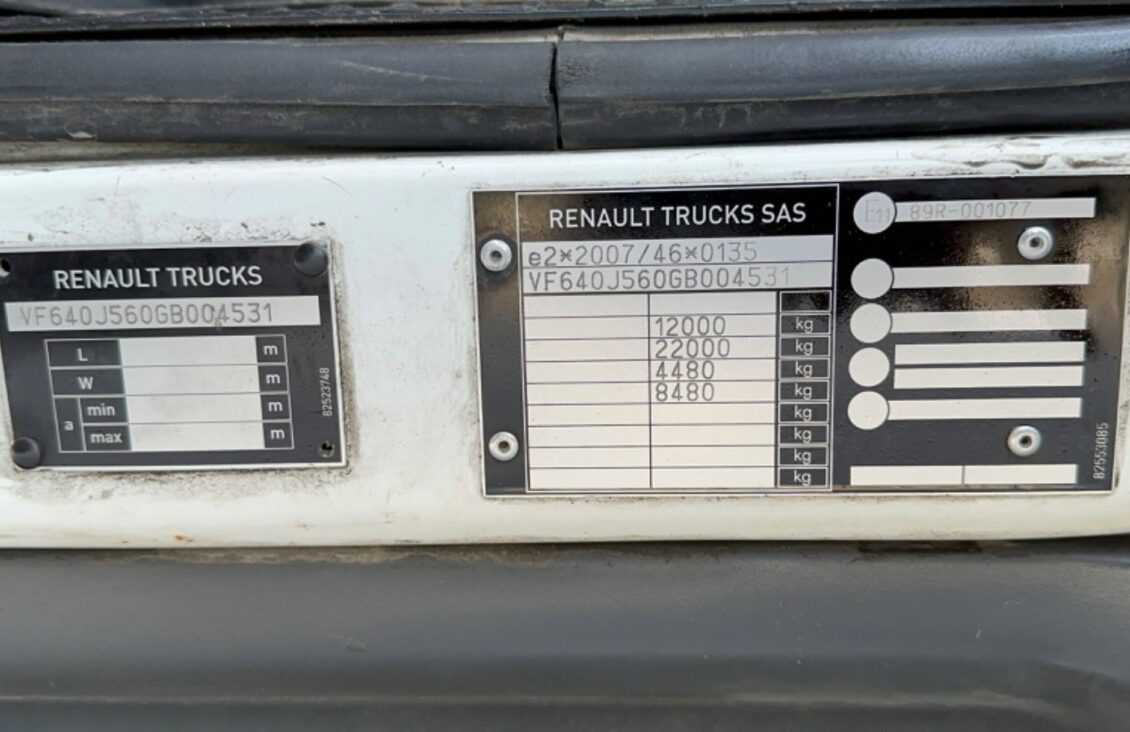 RENAULT TRUCKS
VF640J560GB004531
L m
W m
a min m
max m
82523748
RENAULT TRUCKS SAS
e2*2007/46*0135
VF640J560GB004531
12000 kg
22000 kg
4480 kg
8480 kg
kg
kg
kg
kg
E11 89R-001077
82553085